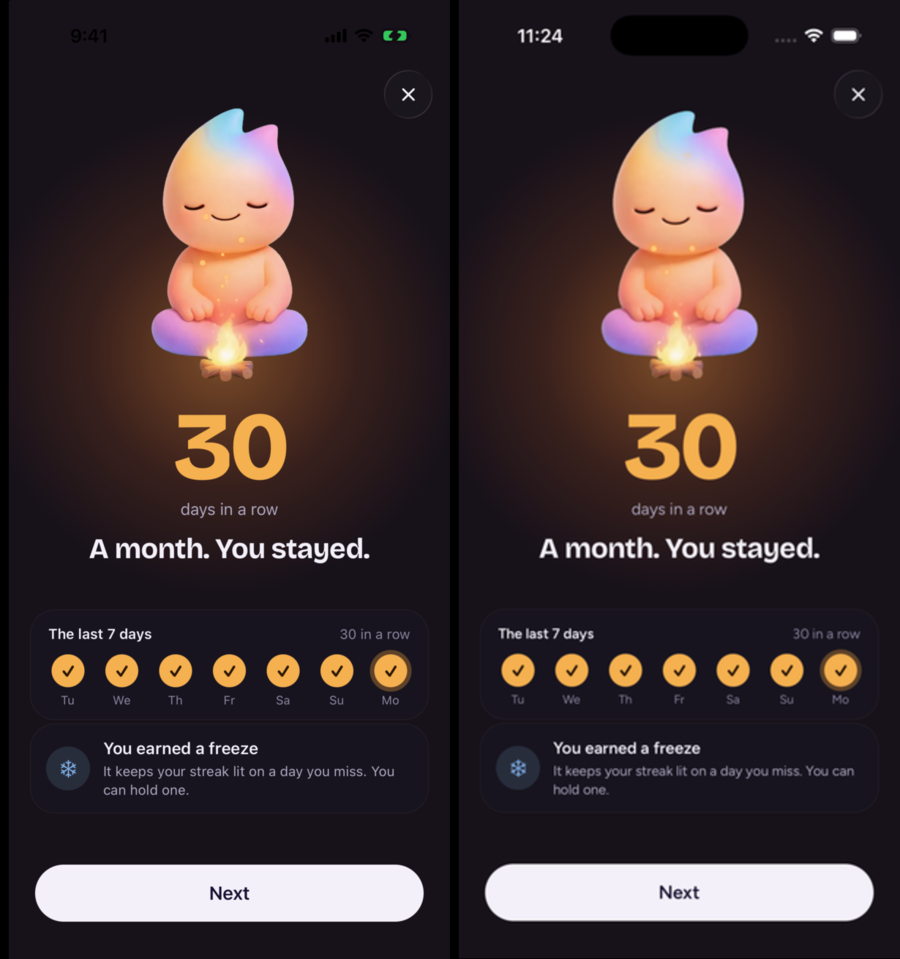 9:41
30
days in a row
A month. You stayed.
The last 7 days
30 in a row
Tu We Th Fr Sa Su Mo
You earned a freeze
It keeps your streak lit on a day you miss. You
can hold one.
Next
11:24
30
days in a row
A month. You stayed.
The last 7 days
30 in a row
Tu We Th Fr Sa Su Mo
You earned a freeze
It keeps your streak lit on a day you miss. You can
hold one.
Next